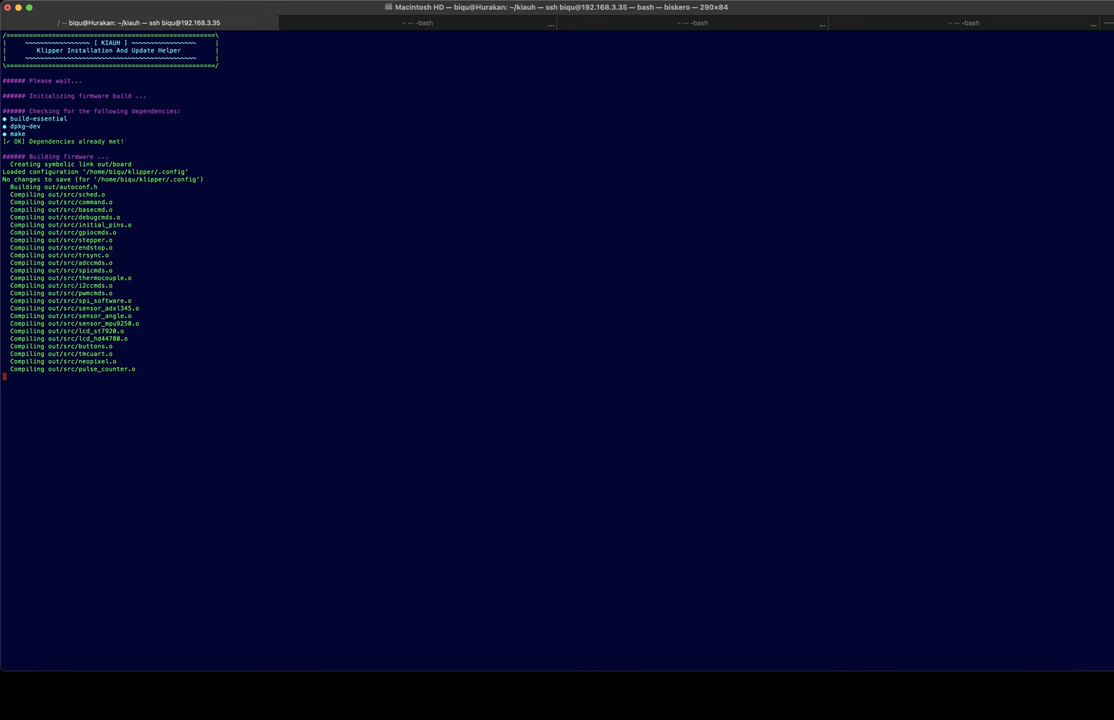 Macintosh HD — biqu@Hurakan: ~/kiauh — ssh biqu@192.168.3.35 — bash — biskero — 290×84
/ -- biqu@Hurakan: ~/kiauh — ssh biqu@192.168.3.35
~ -- -bash
...
~ -- -bash
...
~ -- -bash
...
/=======================================================\
|     ~~~~~~~~~~~~~~~~~ [ KIAUH ] ~~~~~~~~~~~~~~~~~     |
|        Klipper Installation And Update Helper         |
|     ~~~~~~~~~~~~~~~~~~~~~~~~~~~~~~~~~~~~~~~~~~~~~     |
\=======================================================/
###### Please wait...
###### Initializing firmware build ...
###### Checking for the following dependencies:
● build-essential
● dpkg-dev
● make
[✓ OK] Dependencies already met!
###### Building firmware ...
  Creating symbolic link out/board
Loaded configuration '/home/biqu/klipper/.config'
No changes to save (for '/home/biqu/klipper/.config')
  Building out/autoconf.h
  Compiling out/src/sched.o
  Compiling out/src/command.o
  Compiling out/src/basecmd.o
  Compiling out/src/debugcmds.o
  Compiling out/src/initial_pins.o
  Compiling out/src/gpiocmds.o
  Compiling out/src/stepper.o
  Compiling out/src/endstop.o
  Compiling out/src/trsync.o
  Compiling out/src/adccmds.o
  Compiling out/src/spicmds.o
  Compiling out/src/thermocouple.o
  Compiling out/src/i2ccmds.o
  Compiling out/src/pwmcmds.o
  Compiling out/src/spi_software.o
  Compiling out/src/sensor_adxl345.o
  Compiling out/src/sensor_angle.o
  Compiling out/src/sensor_mpu9250.o
  Compiling out/src/lcd_st7920.o
  Compiling out/src/lcd_hd44780.o
  Compiling out/src/buttons.o
  Compiling out/src/tmcuart.o
  Compiling out/src/neopixel.o
  Compiling out/src/pulse_counter.o